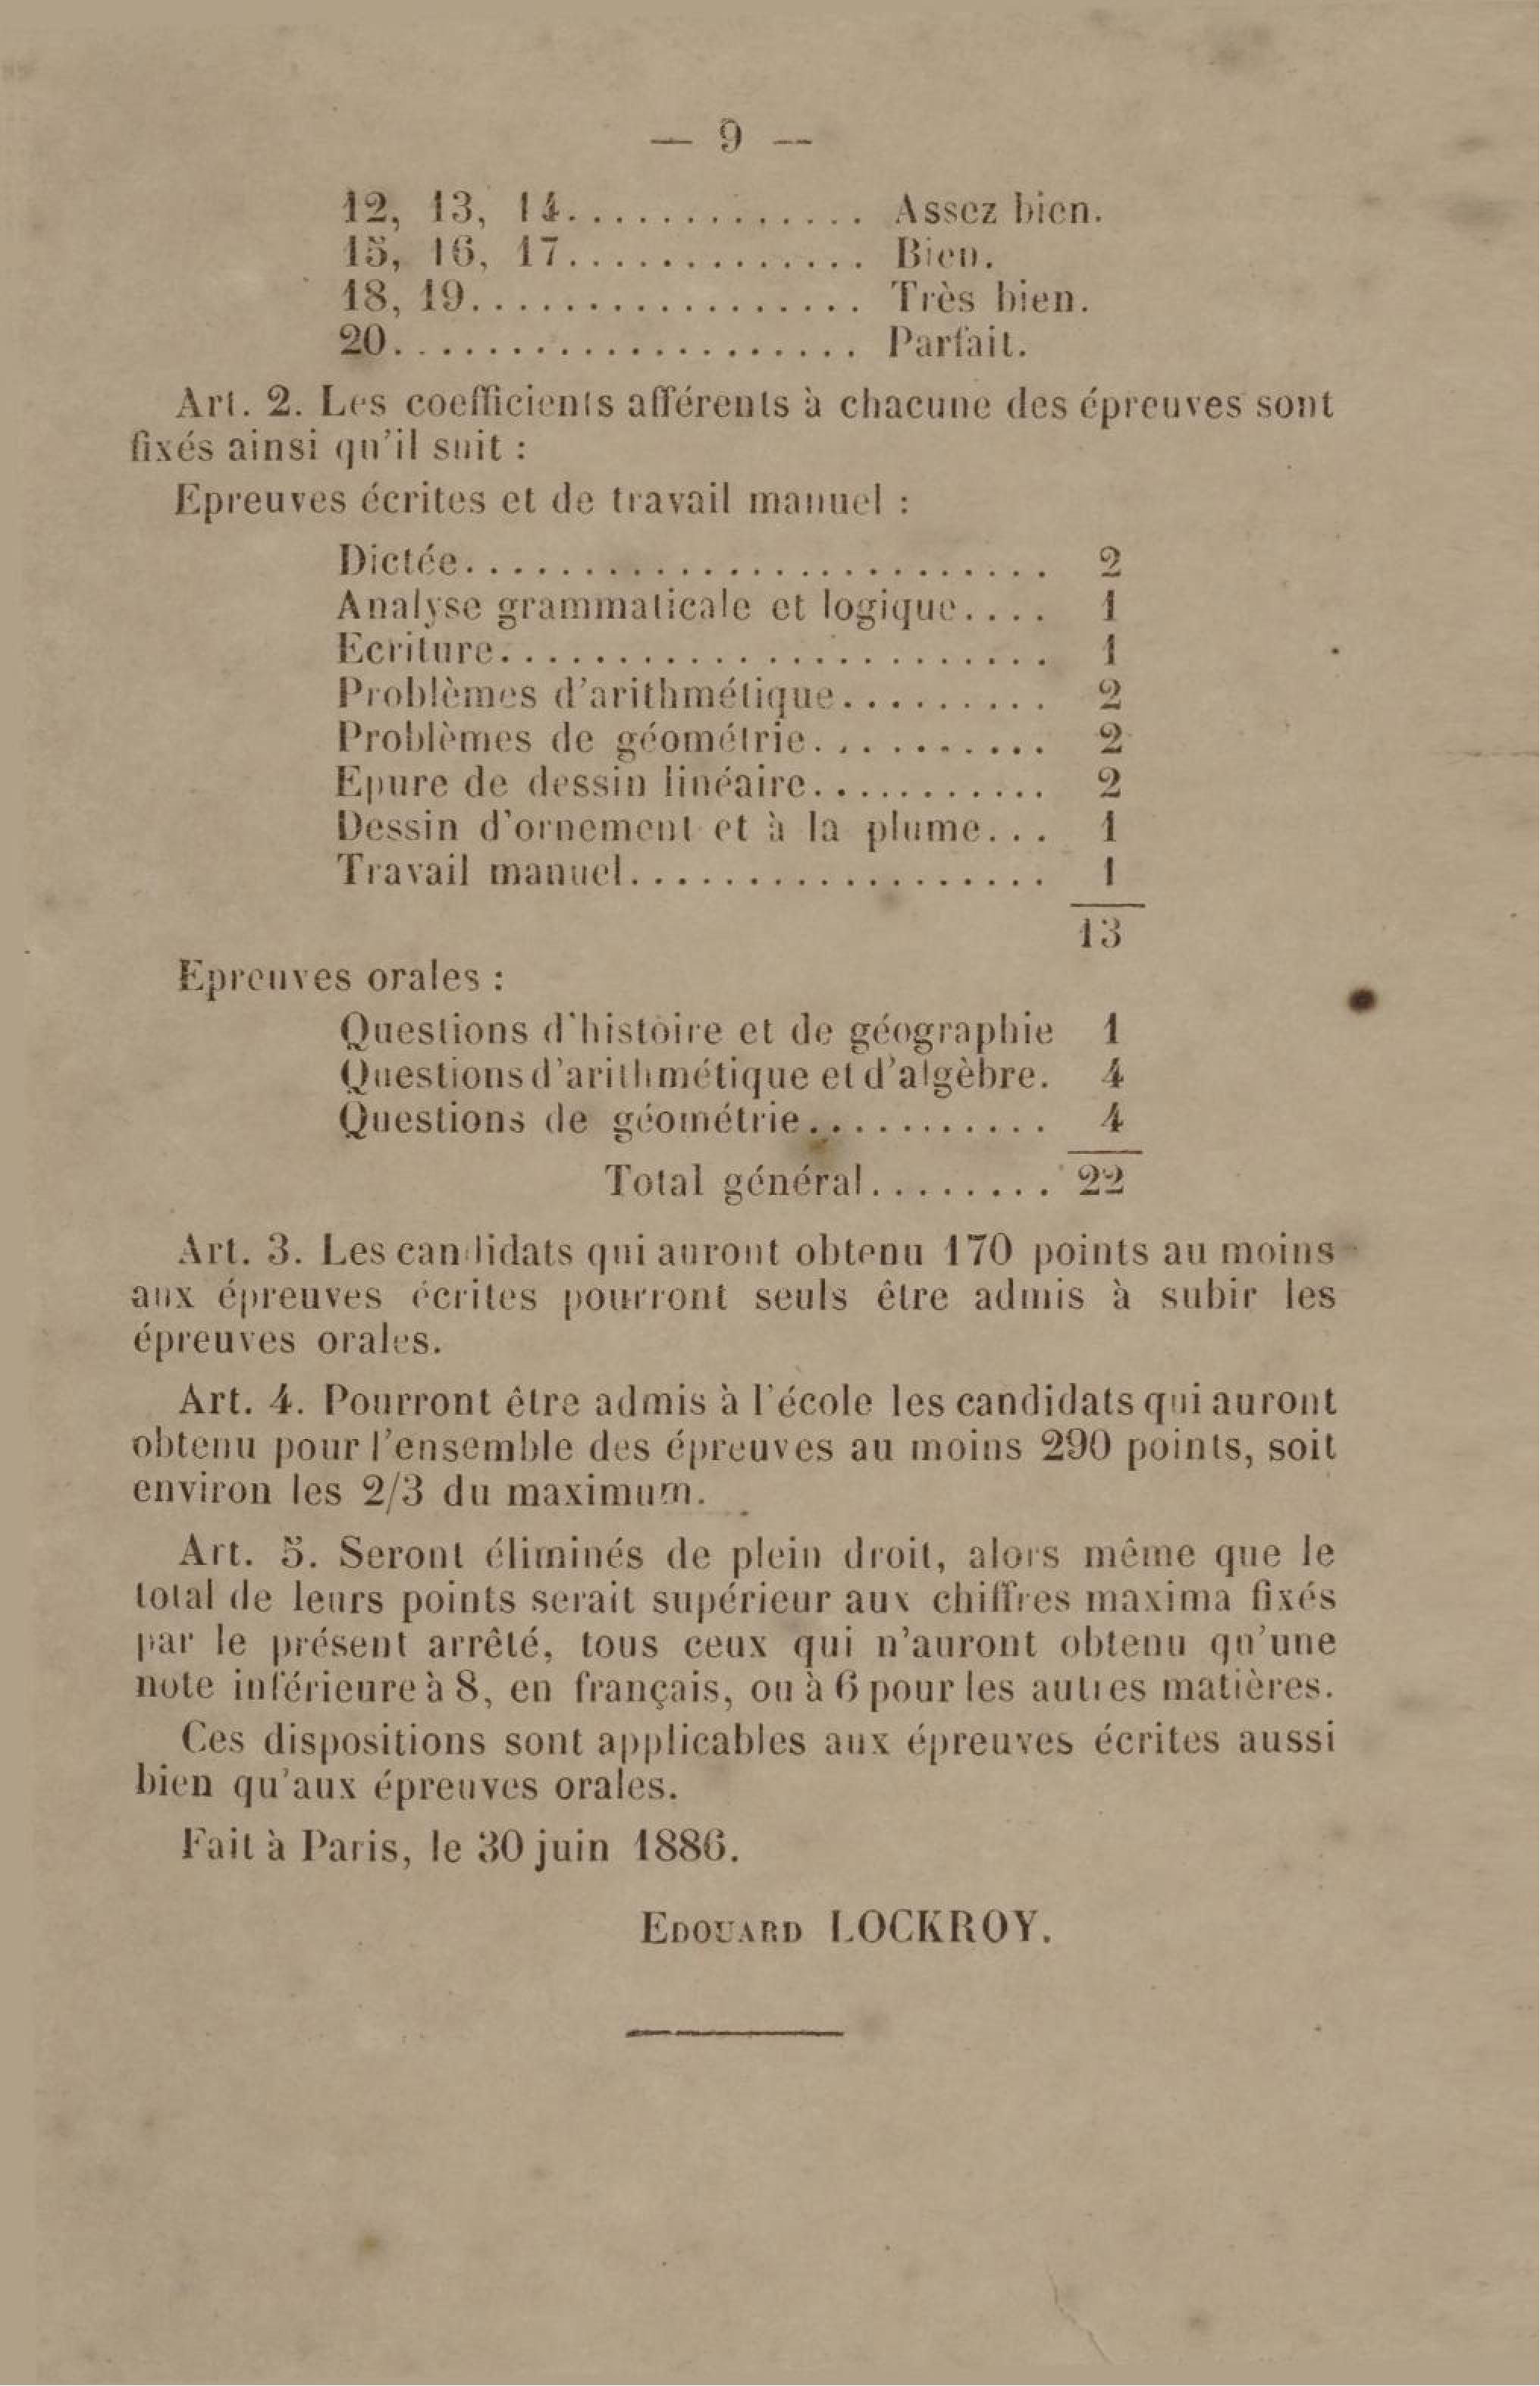 — 9 —
12, 13, 14............. Assez bien.
15, 16, 17............. Bien.
18, 19................. Très bien.
20.................... Parfait.
Art. 2. Les coefficients afférents à chacune des épreuves sont
fixés ainsi qu'il suit :
Epreuves écrites et de travail manuel :
Dictée......................... 2
Analyse grammaticale et logique.... 1
Ecriture........................ 1
Problèmes d'arithmétique......... 2
Problèmes de géométrie.......... 2
Epure de dessin linéaire.......... 2
Dessin d'ornement et à la plume... 1
Travail manuel.................. 1
13
Epreuves orales :
Questions d'histoire et de géographie 1
Questions d'arithmétique et d'algèbre. 4
Questions de géométrie........... 4
Total général........ 22
Art. 3. Les candidats qui auront obtenu 170 points au moins
aux épreuves écrites pourront seuls être admis à subir les
épreuves orales.
Art. 4. Pourront être admis à l'école les candidats qui auront
obtenu pour l'ensemble des épreuves au moins 290 points, soit
environ les 2/3 du maximum.
Art. 5. Seront éliminés de plein droit, alors même que le
total de leurs points serait supérieur aux chiffres maxima fixés
par le présent arrêté, tous ceux qui n'auront obtenu qu'une
note inférieure à 8, en français, ou à 6 pour les autres matières.
Ces dispositions sont applicables aux épreuves écrites aussi
bien qu'aux épreuves orales.
Fait à Paris, le 30 juin 1886.
EDOUARD LOCKROY.